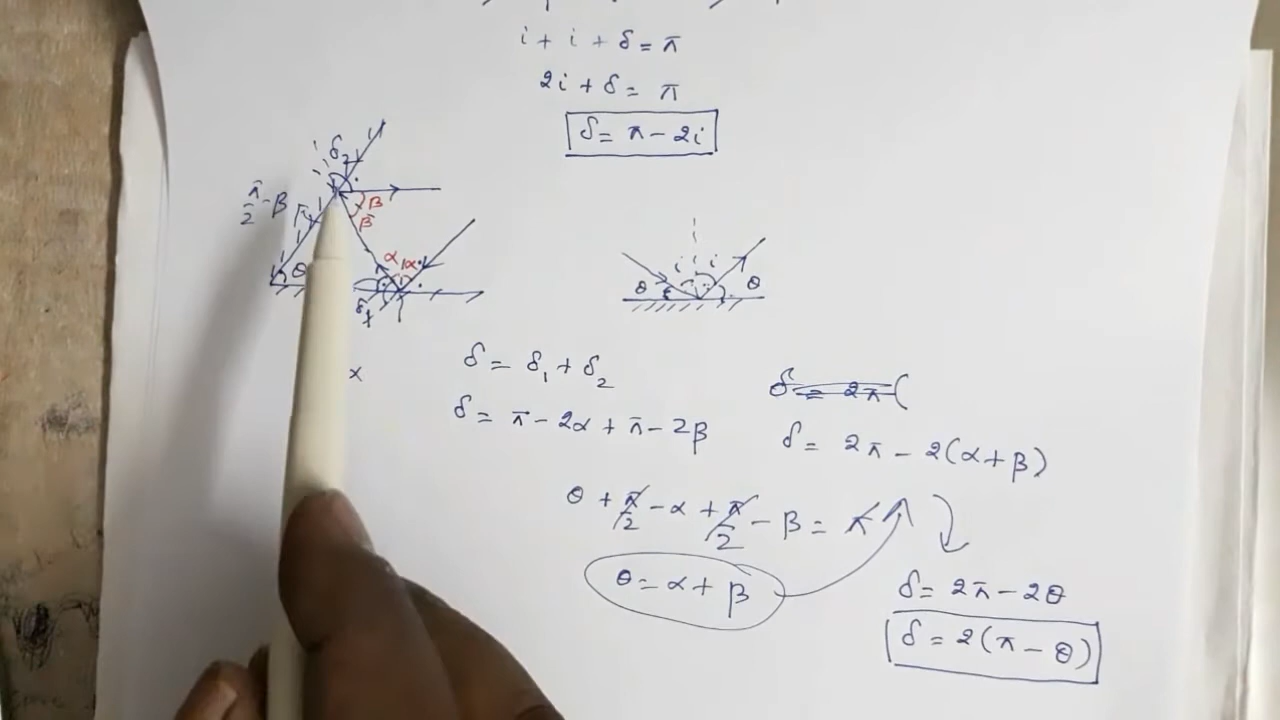 i + i + δ = π
2i + δ = π
δ = π - 2i
δ₂
π/2 - β
β
β
θ
α α
δ₁
x
i i
θ θ
δ = δ₁ + δ₂
δ = 2π (
δ = π - 2α + π - 2β
δ = 2π - 2(α + β)
θ + π/2 - α + π/2 - β = π
θ = α + β
δ = 2π - 2θ
δ = 2(π - θ)